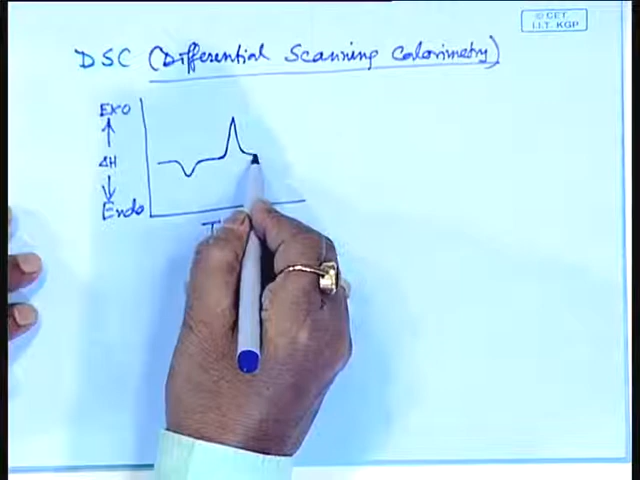 © CET
I.I.T. KGP
DSC (Differential Scanning Calorimetry)
Exo
ΔH
Endo
T